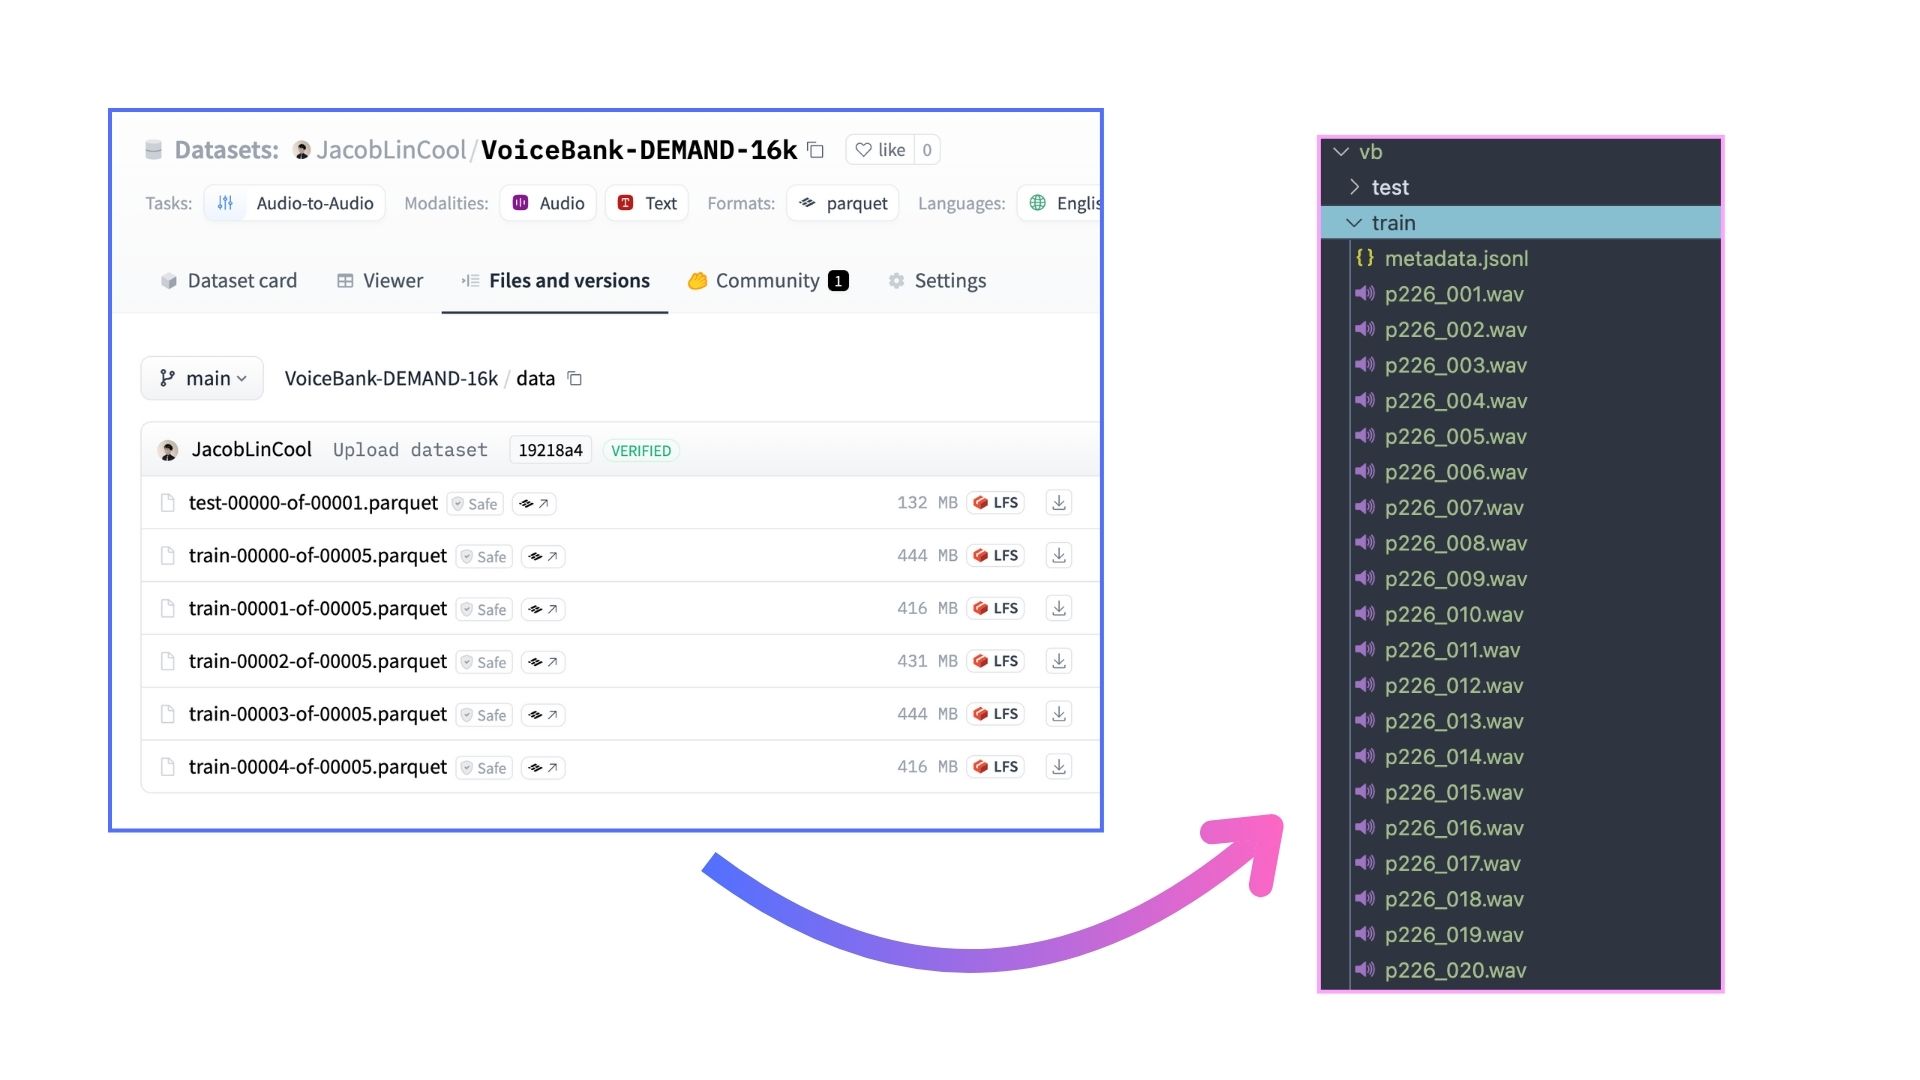 Datasets: JacobLinCool/VoiceBank-DEMAND-16k like 0
Tasks: Audio-to-Audio Modalities: Audio Text Formats: parquet Languages: Englis
Dataset card Viewer Files and versions Community 1 Settings
main VoiceBank-DEMAND-16k / data
JacobLinCool Upload dataset 19218a4 VERIFIED
test-00000-of-00001.parquet Safe 132 MB LFS
train-00000-of-00005.parquet Safe 444 MB LFS
train-00001-of-00005.parquet Safe 416 MB LFS
train-00002-of-00005.parquet Safe 431 MB LFS
train-00003-of-00005.parquet Safe 444 MB LFS
train-00004-of-00005.parquet Safe 416 MB LFS
vb
test
train
{} metadata.jsonl
p226_001.wav
p226_002.wav
p226_003.wav
p226_004.wav
p226_005.wav
p226_006.wav
p226_007.wav
p226_008.wav
p226_009.wav
p226_010.wav
p226_011.wav
p226_012.wav
p226_013.wav
p226_014.wav
p226_015.wav
p226_016.wav
p226_017.wav
p226_018.wav
p226_019.wav
p226_020.wav